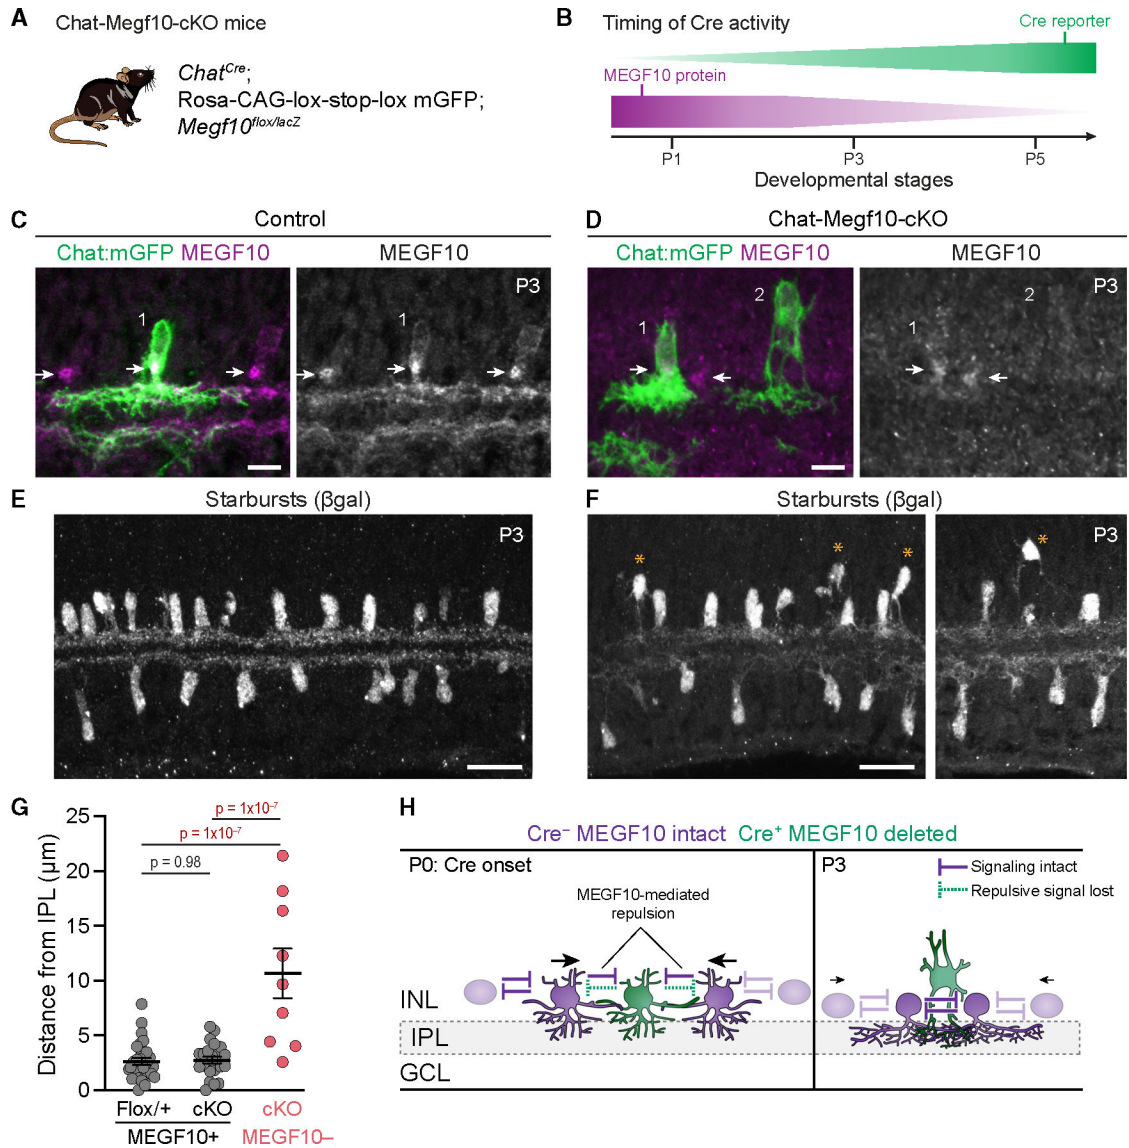 A
Chat-Megf10-cKO mice
Chat^Cre;
Rosa-CAG-lox-stop-lox mGFP;
Megf10^flox/lacZ
B
Timing of Cre activity
Cre reporter
MEGF10 protein
P1
P3
P5
Developmental stages
C
Control
Chat:mGFP MEGF10
MEGF10
1
1
P3
D
Chat-Megf10-cKO
Chat:mGFP MEGF10
MEGF10
1
2
1
2
P3
E
Starbursts (βgal)
P3
F
Starbursts (βgal)
*
*
*
*
P3
G
p = 1x10⁻⁷
p = 1x10⁻⁷
p = 0.98
Distance from IPL (μm)
25
20
15
10
5
0
Flox/+
cKO
cKO
MEGF10+
MEGF10–
H
Cre⁻ MEGF10 intact Cre⁺ MEGF10 deleted
P0: Cre onset
MEGF10-mediated
repulsion
P3
Signaling intact
Repulsive signal lost
INL
IPL
GCL